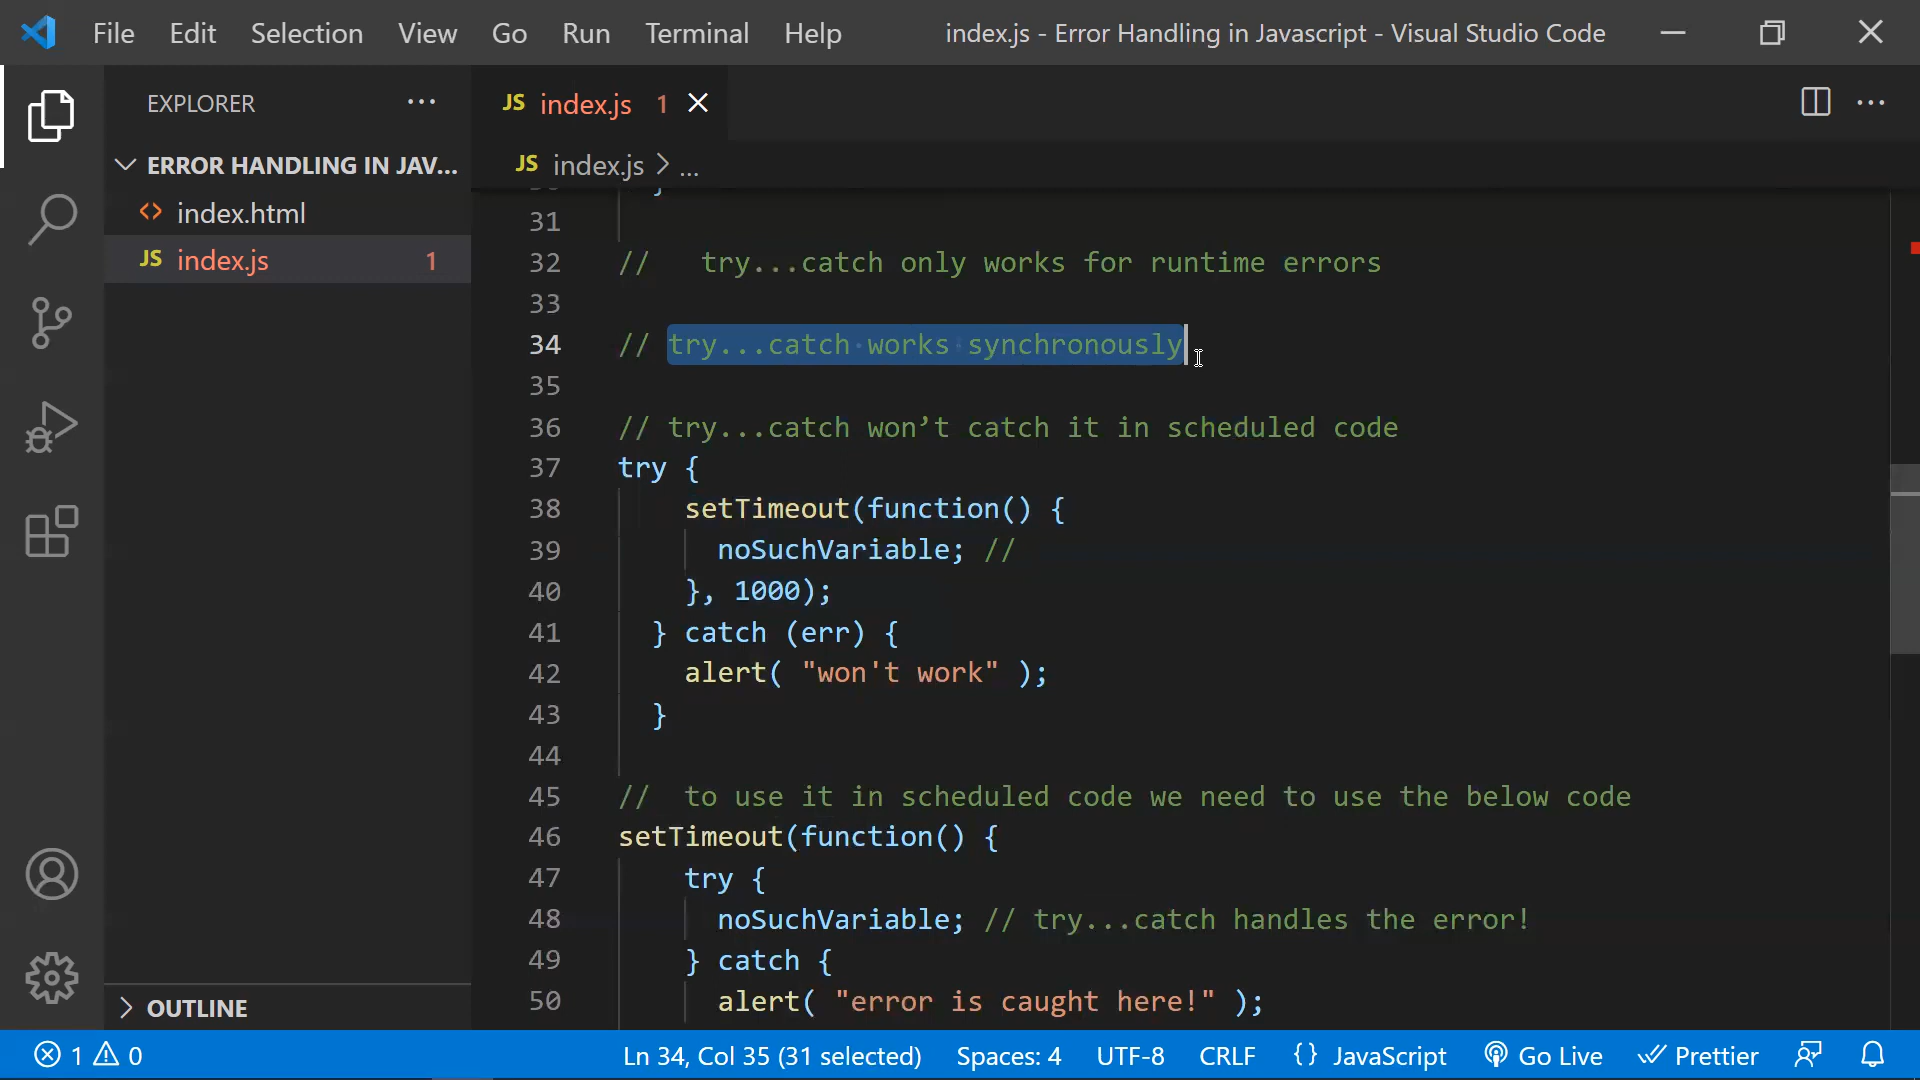 File Edit Selection View Go Run Terminal Help index.js - Error Handling in Javascript - Visual Studio Code
EXPLORER ...
JS index.js 1
ERROR HANDLING IN JAV...
JS index.js > ...
<> index.html
JS index.js 1
30 }
31
32 //   try...catch only works for runtime errors
33
34 // try...catch works synchronously
35
36 // try...catch won’t catch it in scheduled code
37 try {
38 setTimeout(function() {
39 noSuchVariable; //
40 }, 1000);
41 } catch (err) {
42 alert( "won't work" );
43 }
44
45 //  to use it in scheduled code we need to use the below code
46 setTimeout(function() {
47 try {
48 noSuchVariable; // try...catch handles the error!
49 } catch {
50 alert( "error is caught here!" );
OUTLINE
1 0 Ln 34, Col 35 (31 selected) Spaces: 4 UTF-8 CRLF {} JavaScript Go Live Prettier